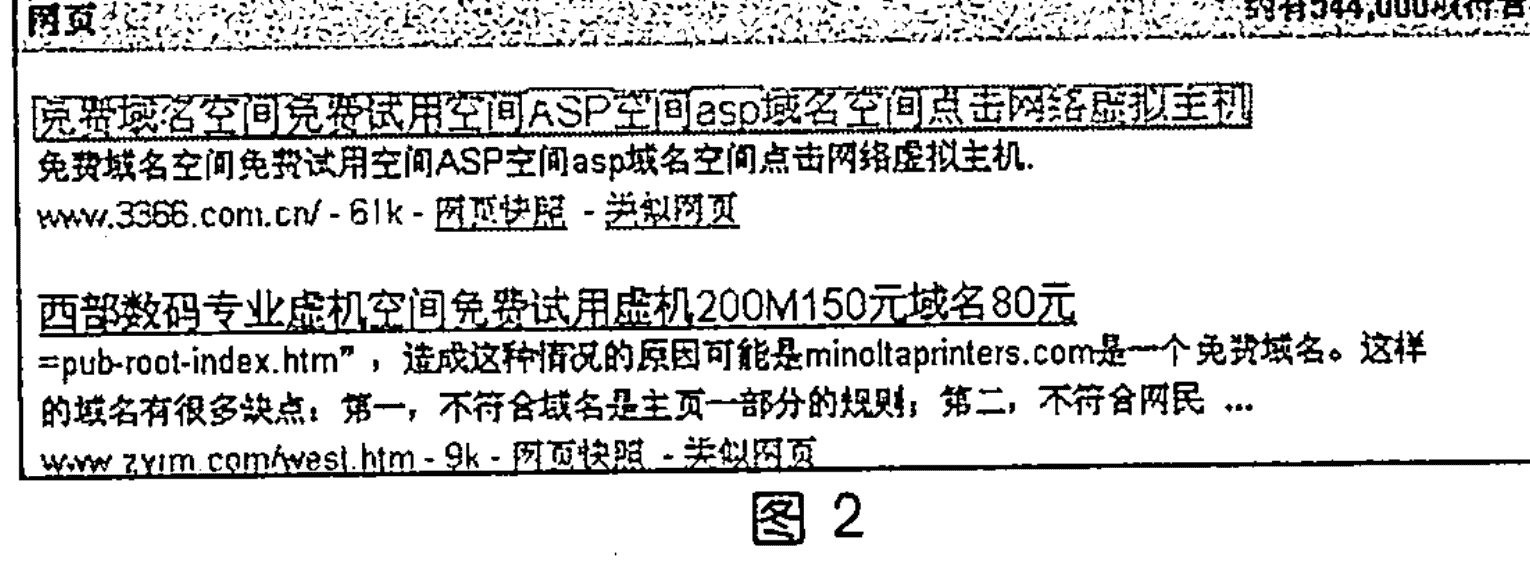 网页 约有544,000项符合
免费域名空间免费试用空间ASP空间asp域名空间点击网络虚拟主机
免费域名空间免费试用空间ASP空间asp域名空间点击网络虚拟主机.
www.3366.com.cn/ - 61k - 网页快照 - 类似网页
西部数码专业虚机空间免费试用虚机200M150元域名80元
=pub-root-index.htm" ，造成这种情况的原因可能是minoltaprinters.com是一个免费域名。这样
的域名有很多缺点：第一，不符合域名是主页一部分的规则；第二，不符合网民 ...
www.zyrm.com/west.htm - 9k - 网页快照 - 类似网页
图 2